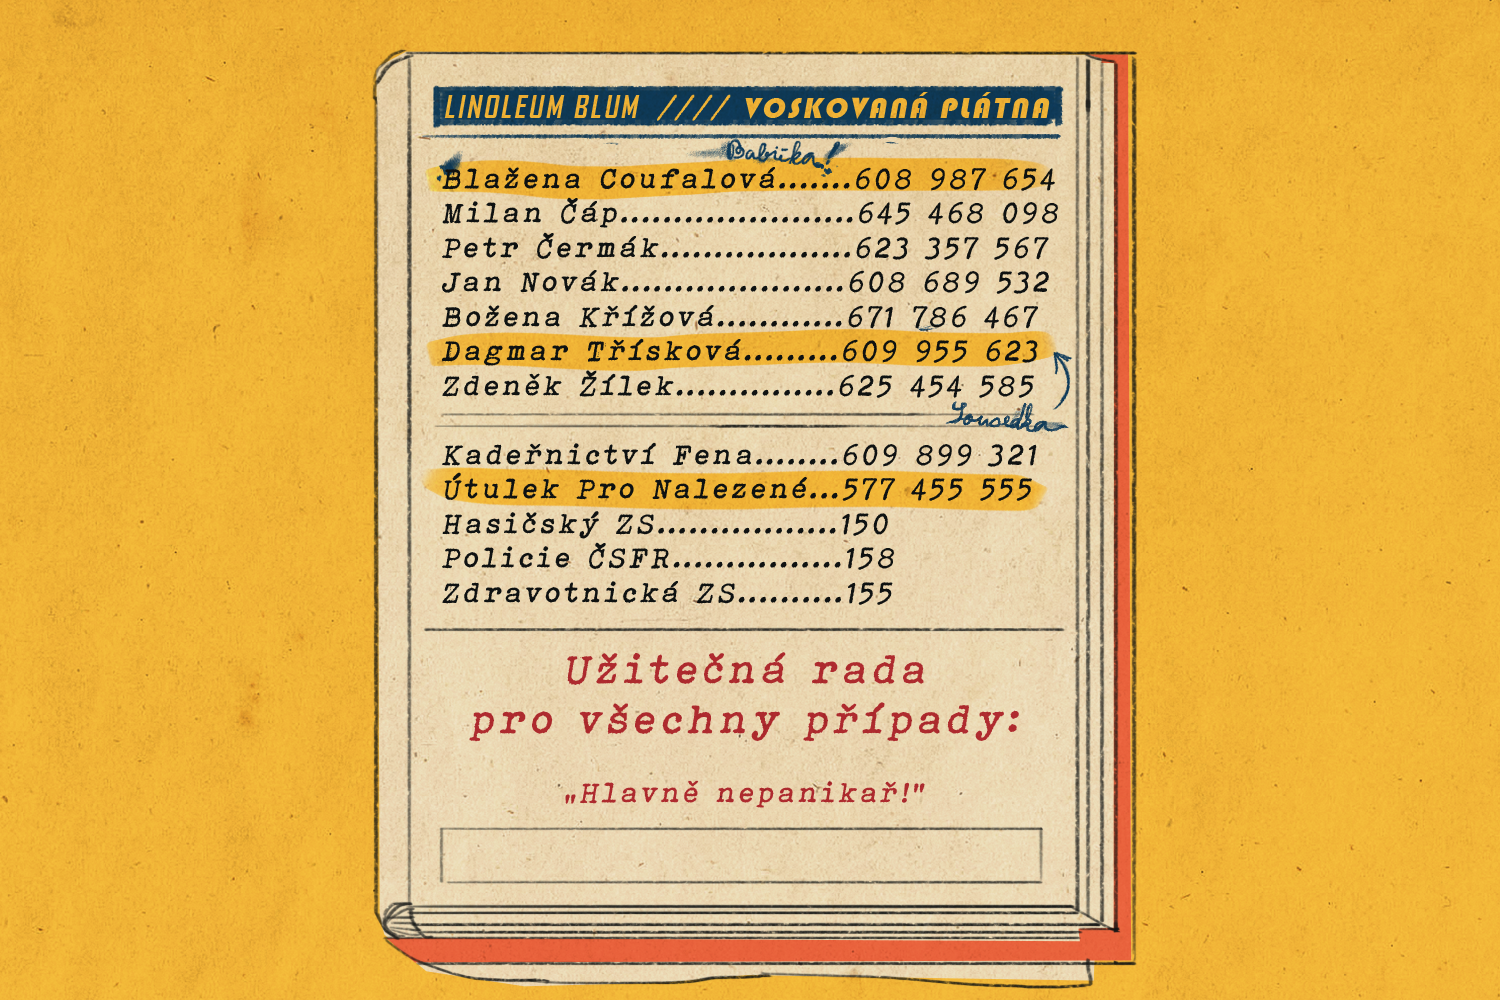 LINOLEUM BLUM //// VOSKOVANÁ PLÁTNA
Babička!
Blažena Coufalová.......608 987 654
Milan Čáp......................645 468 098
Petr Čermák..................623 357 567
Jan Novák.....................608 689 532
Božena Křížová............671 786 467
Dagmar Třísková.........609 955 623
Zdeněk Žílek...............625 454 585
Sousedka
Kadeřnictví Fena........609 899 321
Útulek Pro Nalezené...577 455 555
Hasičský ZS.................150
Policie ČSFR................158
Zdravotnická ZS..........155
Užitečná rada
pro všechny případy:
„Hlavně nepanikař!"